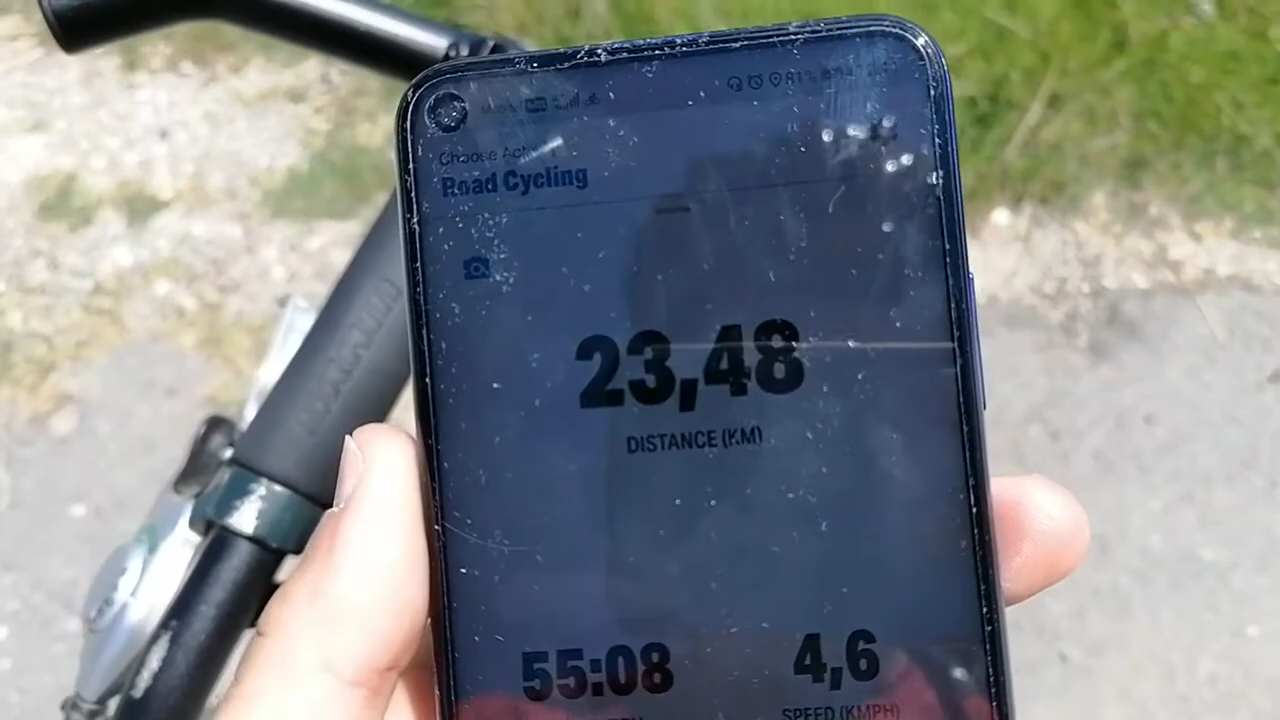 Road Cycling
23,48
DISTANCE (KM)
55:08
4,6
SPEED (KMPH)